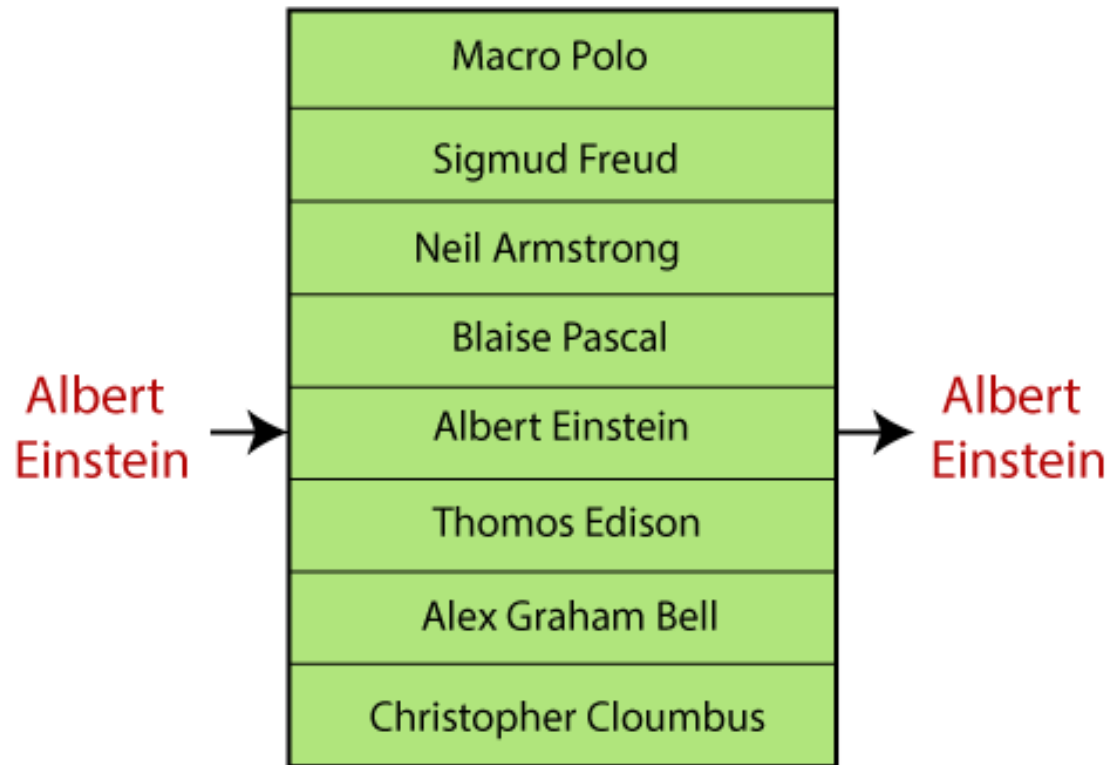 Macro Polo
Sigmud Freud
Neil Armstrong
Blaise Pascal
Albert
Einstein
Albert Einstein
Albert
Einstein
Thomos Edison
Alex Graham Bell
Christopher Cloumbus